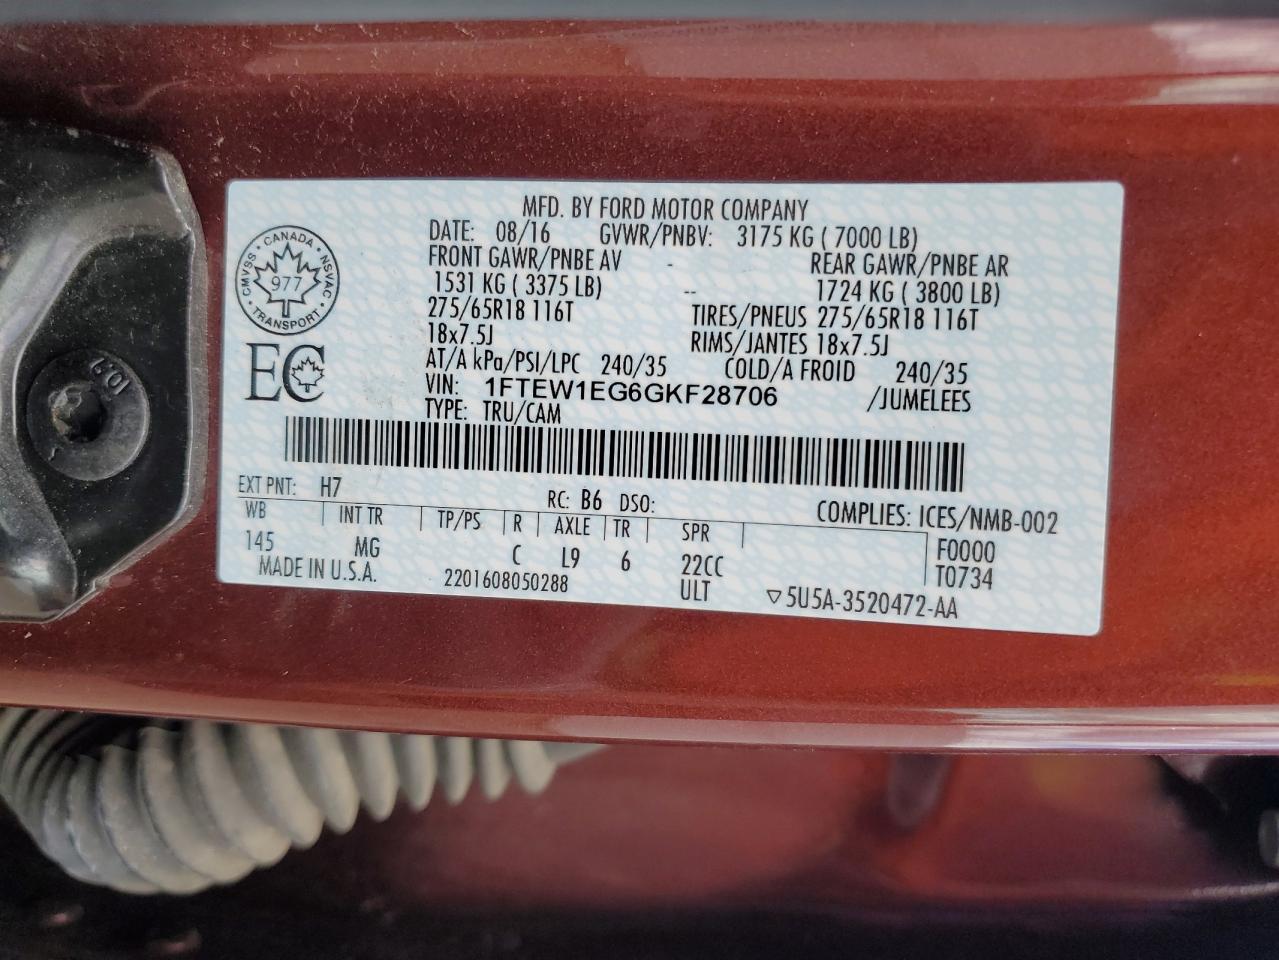 MFD. BY FORD MOTOR COMPANY
DATE: 08/16 GVWR/PNBV: 3175 KG ( 7000 LB)
FRONT GAWR/PNBE AV - REAR GAWR/PNBE AR
1531 KG ( 3375 LB) -- 1724 KG ( 3800 LB)
275/65R18 116T TIRES/PNEUS 275/65R18 116T
18x7.5J RIMS/JANTES 18x7.5J
AT/A kPa/PSI/LPC 240/35 COLD/A FROID 240/35
VIN: 1FTEW1EG6GKF28706 /JUMELEES
TYPE: TRU/CAM
CANADA
CMVSS NSVAC
977
TRANSPORT
EC
EXT PNT: H7 RC: B6 DSO: COMPLIES: ICES/NMB-002
WB INT TR TP/PS R AXLE TR SPR F0000
145 MG C L9 6 22CC T0734
MADE IN U.S.A. 2201608050288 ULT ▽5U5A-3520472-AA
10.9